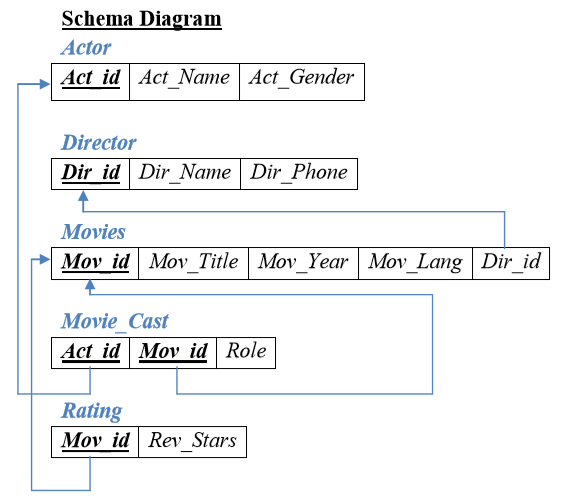 Schema Diagram
Actor
Act_id Act_Name Act_Gender
Director
Dir_id Dir_Name Dir_Phone
Movies
Mov_id Mov_Title Mov_Year Mov_Lang Dir_id
Movie_Cast
Act_id Mov_id Role
Rating
Mov_id Rev_Stars